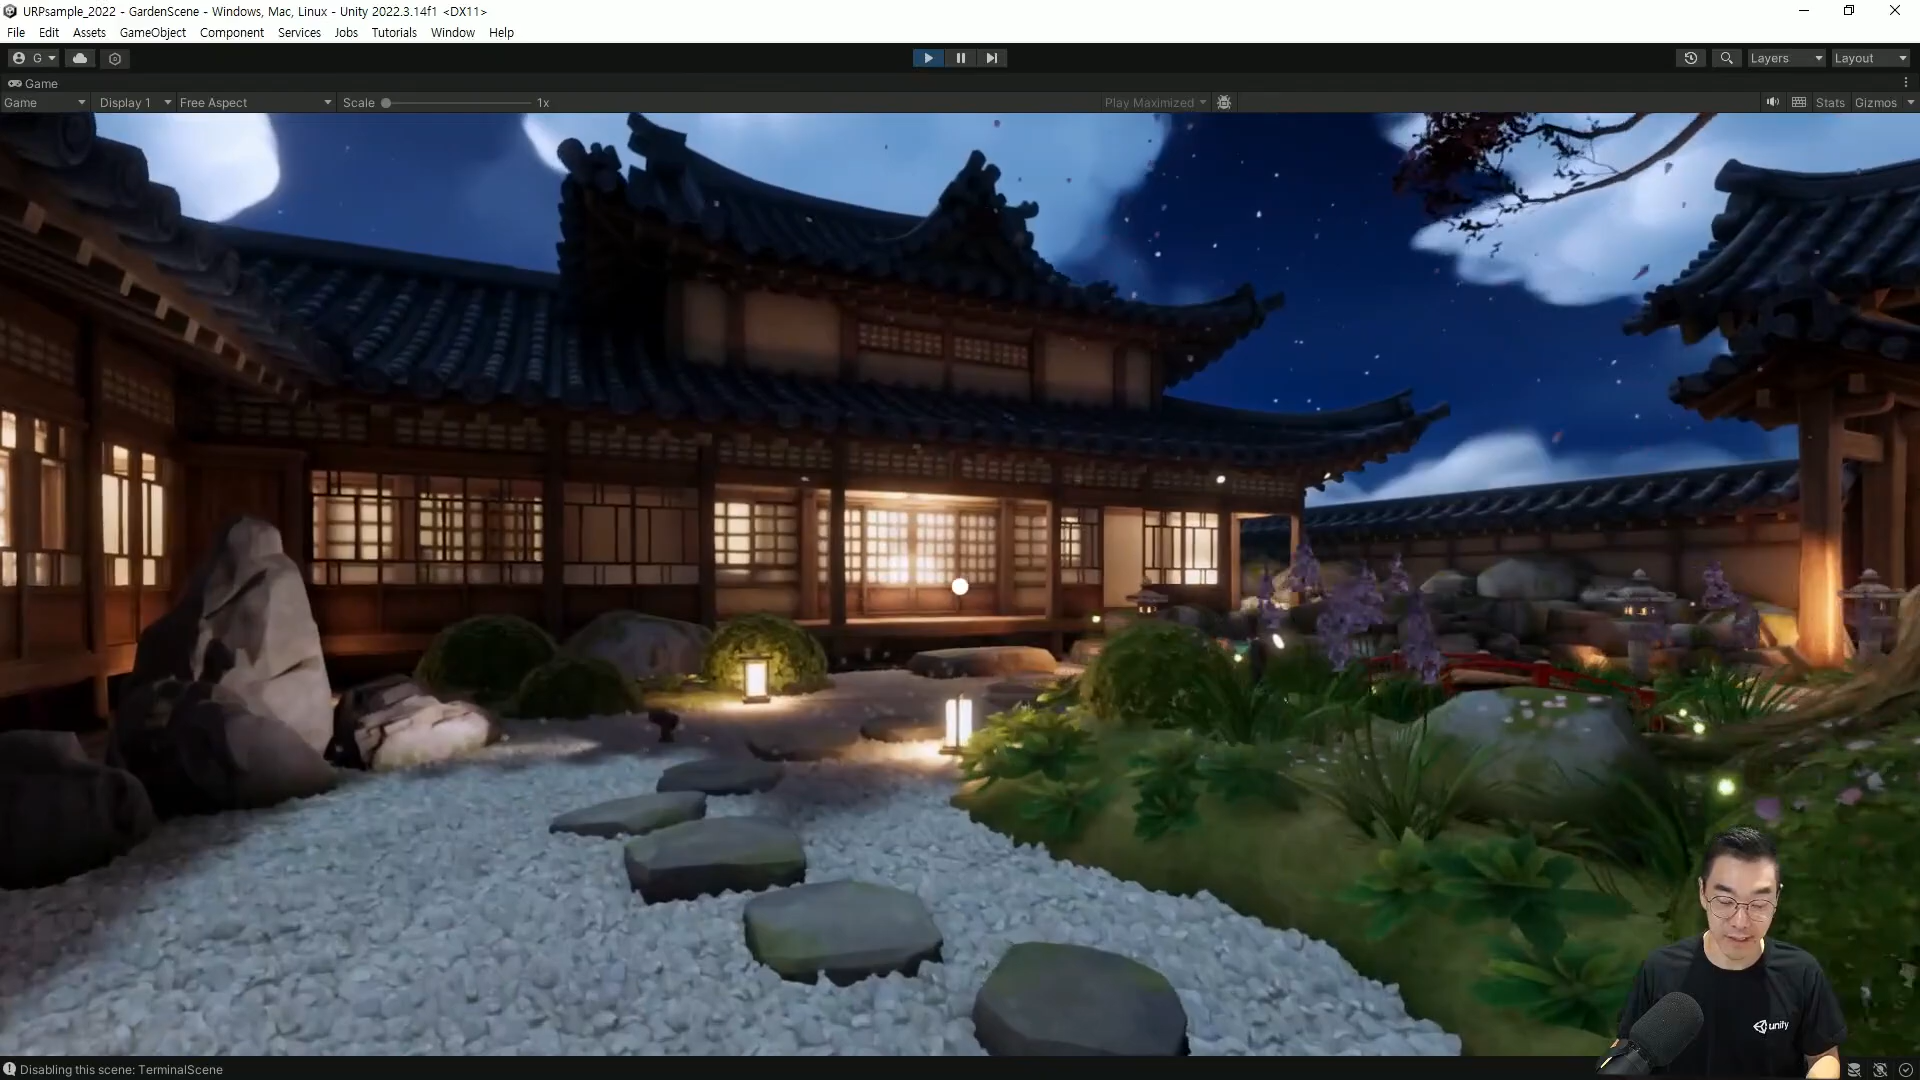 URPsample_2022 - GardenScene - Windows, Mac, Linux - Unity 2022.3.14f1 <DX11>
File Edit Assets GameObject Component Services Jobs Tutorials Window Help
G Layers Layout
Game
Game Display 1 Free Aspect Scale 1x Play Maximized Stats Gizmos
unity
Disabling this scene: TerminalScene